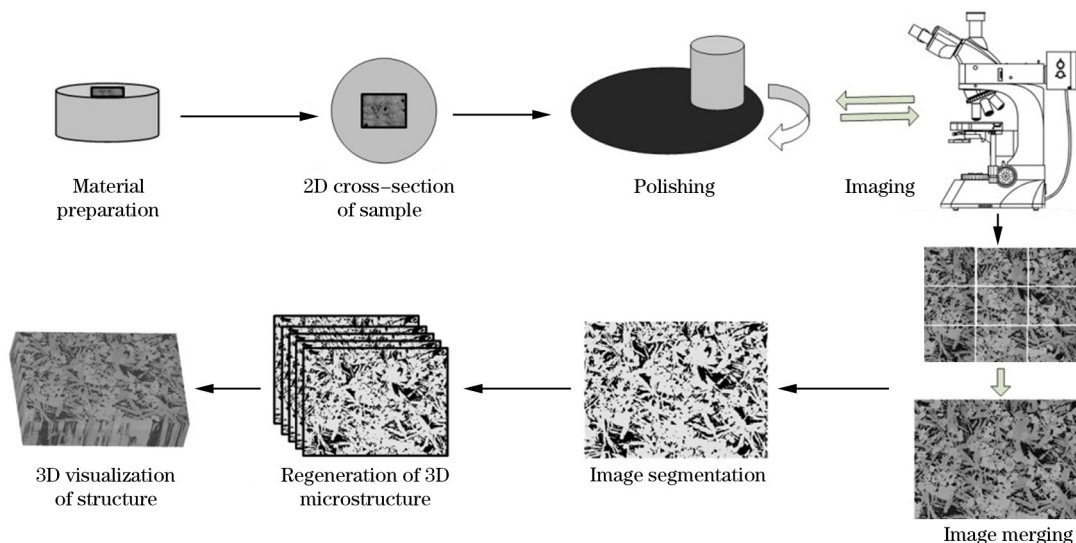 Material
preparation
2D cross-section
of sample
Polishing
Imaging
3D visualization
of structure
Regeneration of 3D
microstructure
Image segmentation
Image merging